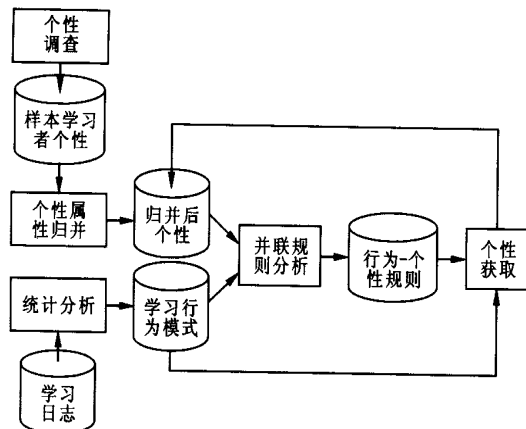 个性
调查
样本学习
者个性
个性属
性归并
归并后
个性
并联规
则分析
行为-个
性规则
个性
获取
统计分析
学习行
为模式
学习
日志